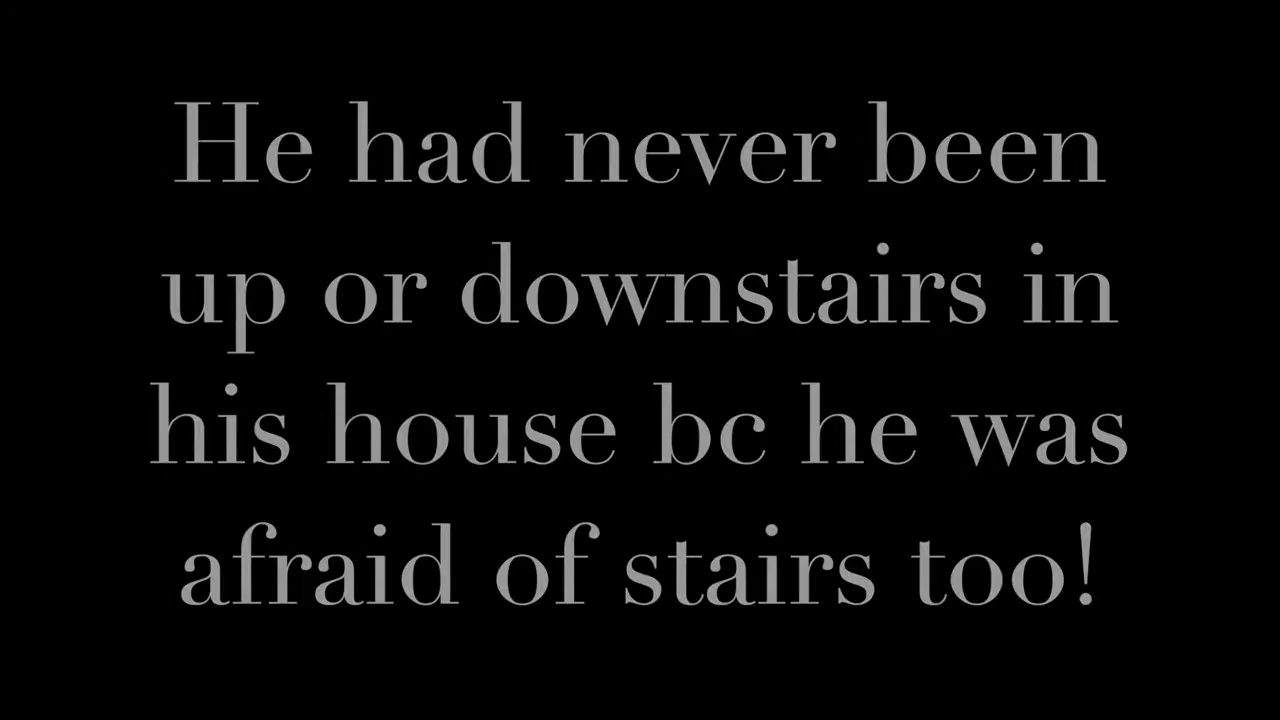 He had never been
up or downstairs in
his house bc he was
afraid of stairs too!